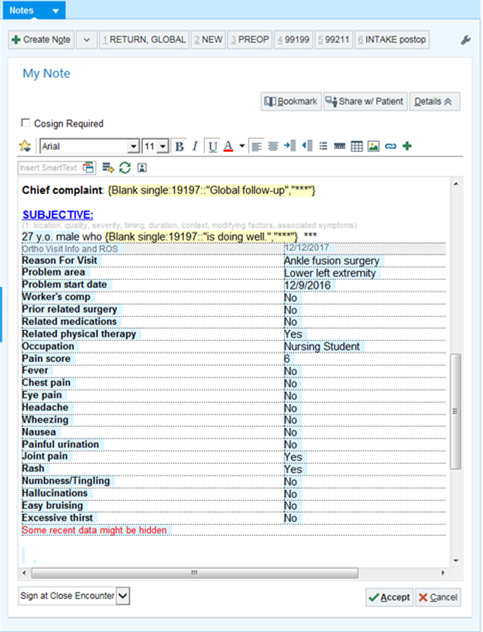 Notes
Create Note 1 RETURN, GLOBAL 2 NEW 3 PREOP 4 99199 5 99211 6 INTAKE postop
My Note
Bookmark Share w/ Patient Details
Cosign Required
Arial 11 B I U A
Insert SmartText
Chief complaint: {Blank single:19197::"Global follow-up","***"}
SUBJECTIVE:
(1. location, quality, severity, timing, duration, context, modifying factors, associated symptoms)
27 y.o. male who {Blank single:19197::"is doing well.","***"} ***
Ortho Visit Info and ROS 12/12/2017
Reason For Visit Ankle fusion surgery
Problem area Lower left extremity
Problem start date 12/9/2016
Worker's comp No
Prior related surgery No
Related medications No
Related physical therapy Yes
Occupation Nursing Student
Pain score 6
Fever No
Chest pain No
Eye pain No
Headache No
Wheezing No
Nausea No
Painful urination No
Joint pain Yes
Rash Yes
Numbness/Tingling No
Hallucinations No
Easy bruising No
Excessive thirst No
Some recent data might be hidden
Sign at Close Encounter Accept Cancel